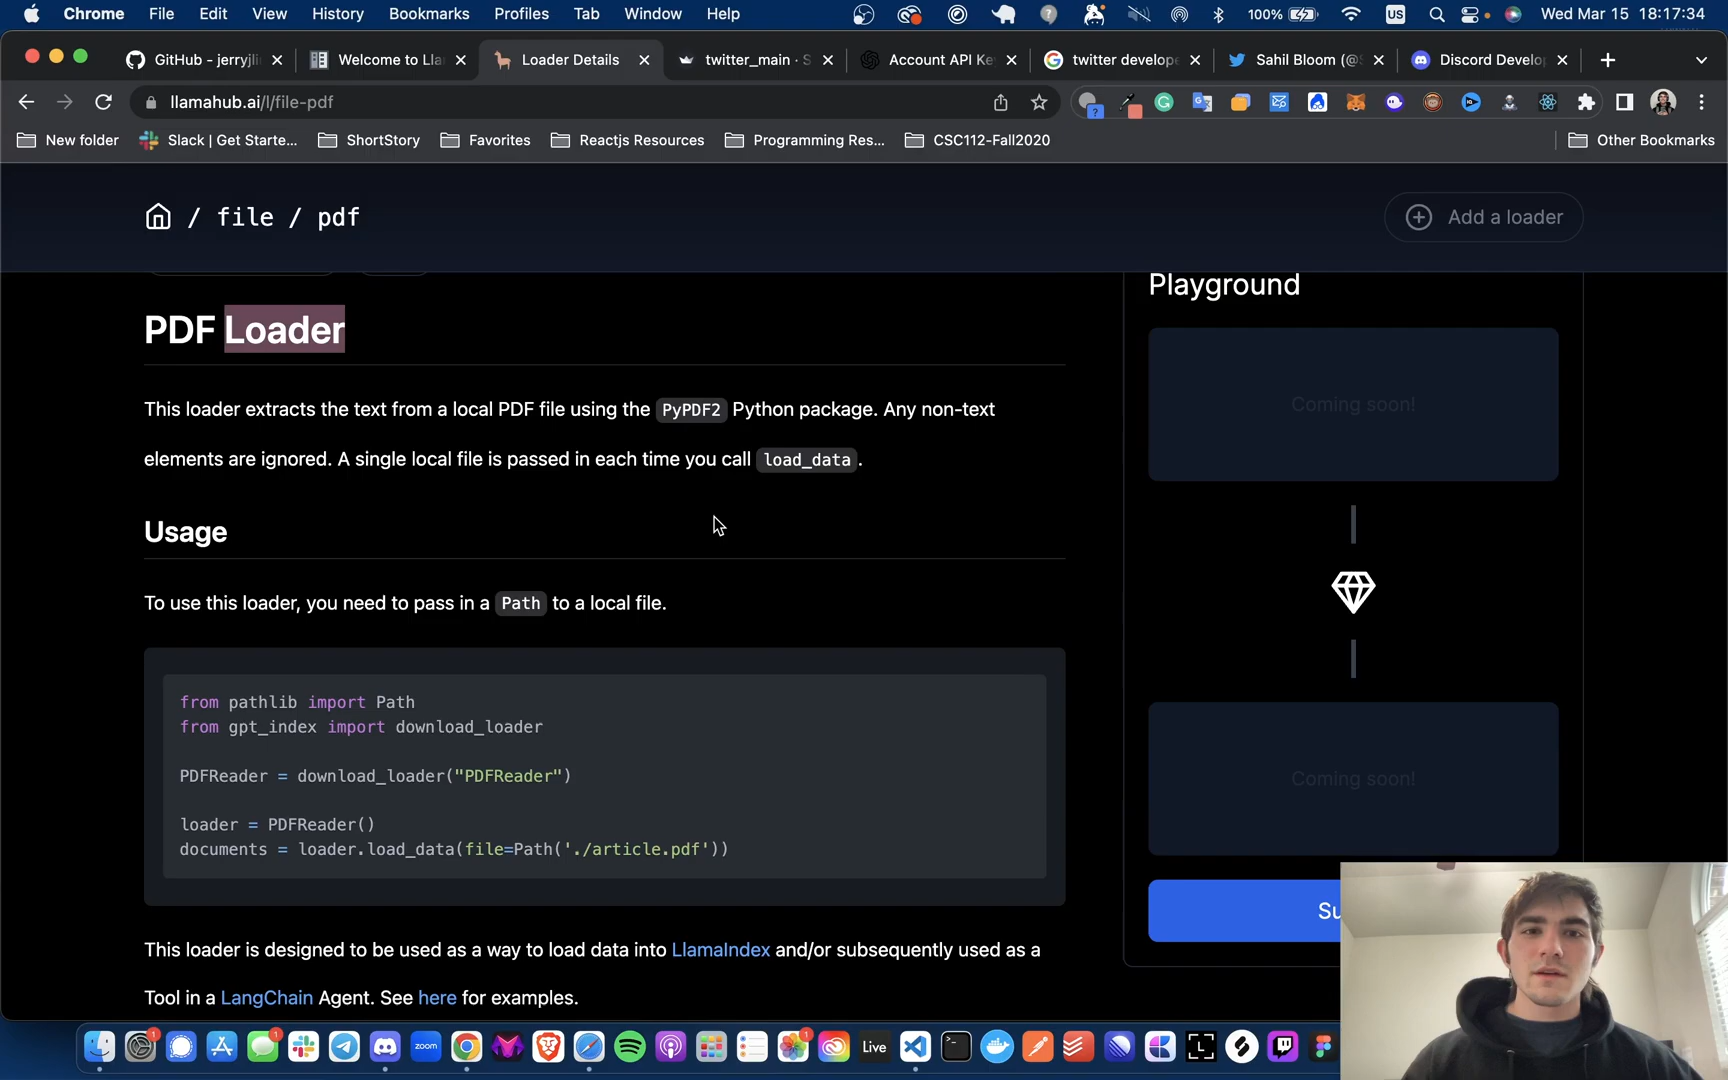 Chrome File Edit View History Bookmarks Profiles Tab Window Help 100% US Wed Mar 15 18:17:34
GitHub - jerryjli Welcome to Lla Loader Details twitter_main · S Account API Ke twitter develope Sahil Bloom (@S Discord Develo
llamahub.ai/l/file-pdf
New folder Slack | Get Starte... ShortStory Favorites Reactjs Resources Programming Res... CSC112-Fall2020 Other Bookmarks
/ file / pdf
Add a loader
Playground
PDF Loader
This loader extracts the text from a local PDF file using the PyPDF2 Python package. Any non-text
elements are ignored. A single local file is passed in each time you call load_data.
Coming soon!
Usage
To use this loader, you need to pass in a Path to a local file.
from pathlib import Path
from gpt_index import download_loader
PDFReader = download_loader("PDFReader")
loader = PDFReader()
documents = loader.load_data(file=Path('./article.pdf'))
Coming soon!
Su
This loader is designed to be used as a way to load data into LlamaIndex and/or subsequently used as a
Tool in a LangChain Agent. See here for examples.
zoom Live